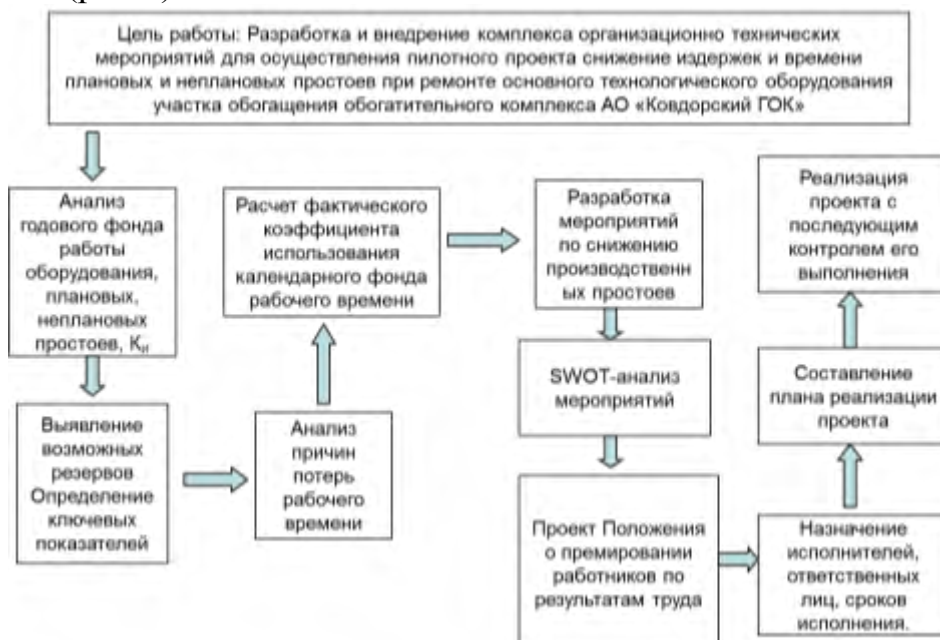 Цель работы: Разработка и внедрение комплекса организационно технических
мероприятий для осуществления пилотного проекта снижение издержек и времени
плановых и неплановых простоев при ремонте основного технологического оборудования
участка обогащения обогатительного комплекса АО «Ковдорский ГОК»
Анализ
годового фонда
работы
оборудования,
плановых,
неплановых
простоев, Kи
Выявление
возможных
резервов
Определение
ключевых
показателей
Анализ
причин
потерь
рабочего
времени
Расчет фактического
коэффициента
использования
календарного фонда
рабочего времени
Разработка
мероприятий
по снижению
производственн
ых простоев
SWOT-анализ
мероприятий
Проект Положения
о премировании
работников по
результатам труда
Назначение
исполнителей,
ответственных
лиц, сроков
исполнения.
Составление
плана реализации
проекта
Реализация
проекта с
последующим
контролем его
выполнения